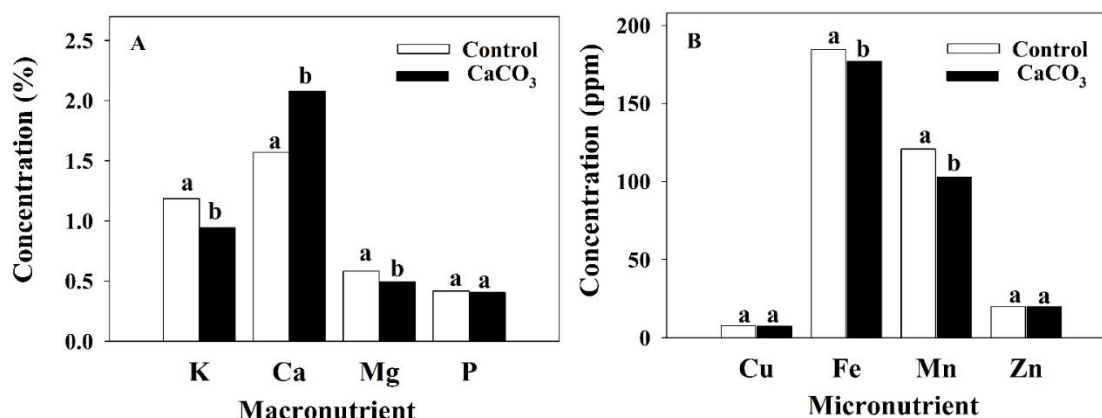 A
Control
CaCO₃
Concentration (%)
2.5
2.0
1.5
1.0
0.5
0.0
a
b
a
b
a
b
a
a
K
Ca
Mg
P
Macronutrient
B
Control
CaCO₃
Concentration (ppm)
200
150
100
50
0
a
a
a
b
a
b
a
a
Cu
Fe
Mn
Zn
Micronutrient